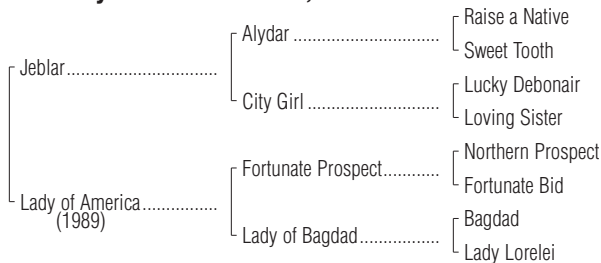 Raise a Native
Alydar
Sweet Tooth
Jeblar
Lucky Debonair
City Girl
Loving Sister
Northern Prospect
Fortunate Prospect
Fortunate Bid
Lady of America
(1989)
Bagdad
Lady of Bagdad
Lady Lorelei